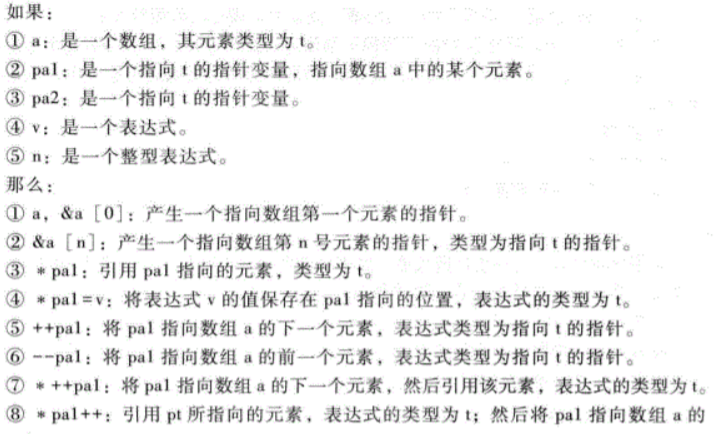 如果：
① a：是一个数组，其元素类型为 t。
② pa1：是一个指向 t 的指针变量，指向数组 a 中的某个元素。
③ pa2：是一个指向 t 的指针变量。
④ v：是一个表达式。
⑤ n：是一个整型表达式。
那么：
① a，&a［0］：产生一个指向数组第一个元素的指针。
② &a［n］：产生一个指向数组第 n 号元素的指针，类型为指向 t 的指针。
③ * pa1：引用 pa1 指向的元素，类型为 t。
④ * pa1=v：将表达式 v 的值保存在 pa1 指向的位置，表达式的类型为 t。
⑤ ++pa1：将 pa1 指向数组 a 的下一个元素，表达式类型为指向 t 的指针。
⑥ --pa1：将 pa1 指向数组 a 的前一个元素，表达式类型为指向 t 的指针。
⑦ * ++pa1：将 pa1 指向数组 a 的下一个元素，然后引用该元素，表达式的类型为 t。
⑧ * pa1++：引用 pt 所指向的元素，表达式的类型为 t；然后将 pa1 指向数组 a 的